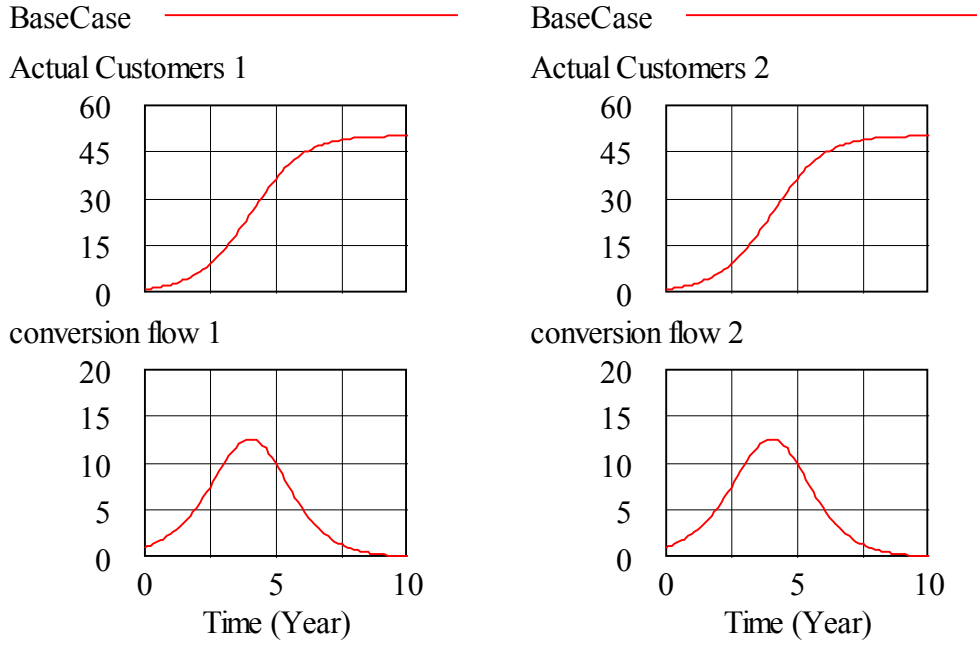 BaseCase
Actual Customers 1
60
45
30
15
0
conversion flow 1
20
15
10
5
0
0 5 10
Time (Year)
BaseCase
Actual Customers 2
60
45
30
15
0
conversion flow 2
20
15
10
5
0
0 5 10
Time (Year)